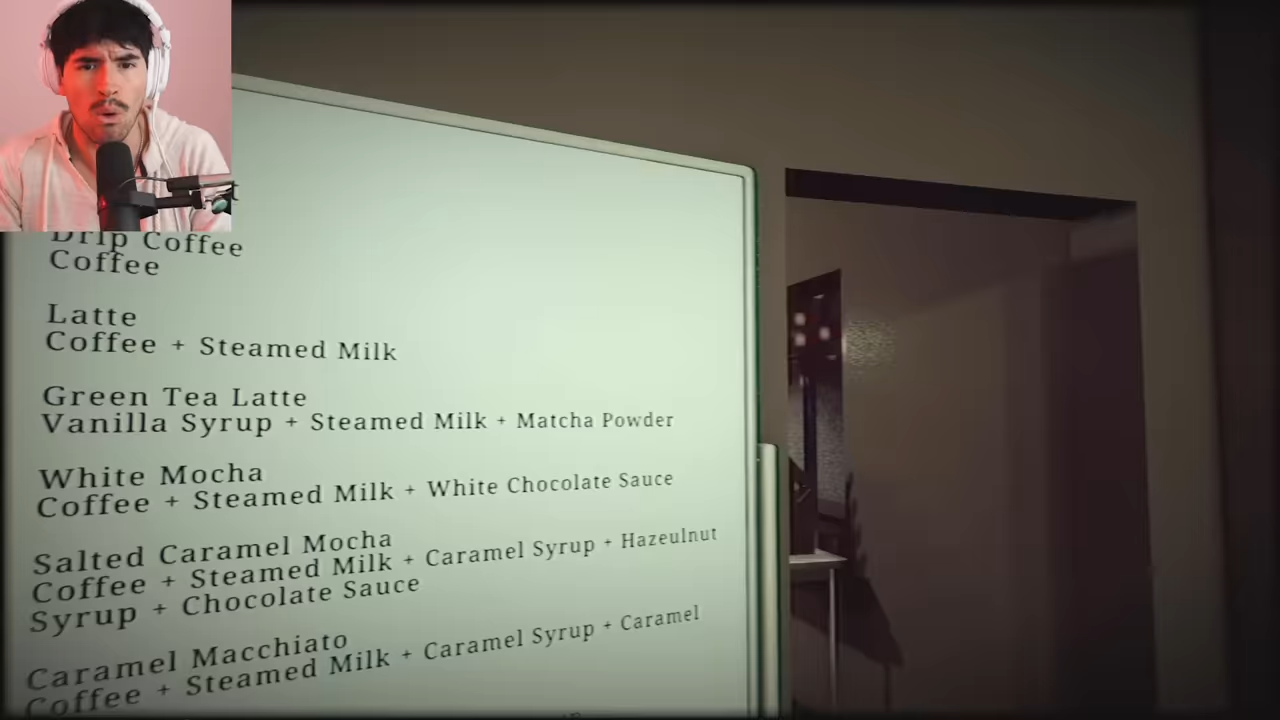 Drip Coffee
Coffee
Latte
Coffee + Steamed Milk
Green Tea Latte
Vanilla Syrup + Steamed Milk + Matcha Powder
White Mocha
Coffee + Steamed Milk + White Chocolate Sauce
Salted Caramel Mocha
Coffee + Steamed Milk + Caramel Syrup + Hazeulnut
Syrup + Chocolate Sauce
Caramel Macchiato
Coffee + Steamed Milk + Caramel Syrup + Caramel